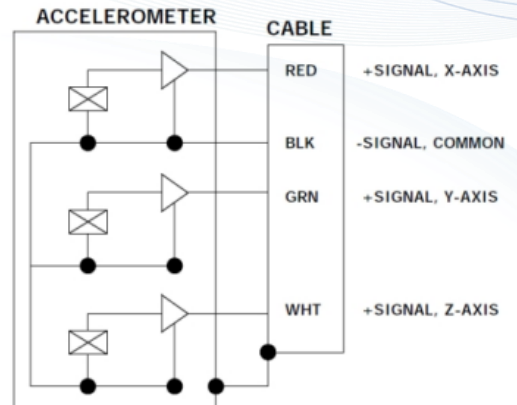 ACCELEROMETER
CABLE
RED +SIGNAL, X-AXIS
BLK -SIGNAL, COMMON
GRN +SIGNAL, Y-AXIS
WHT +SIGNAL, Z-AXIS